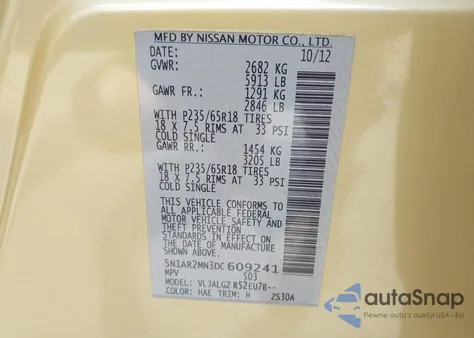 MFD BY NISSAN MOTOR CO., LTD.
DATE: 10/12
GVWR: 2682 KG
5913 LB
GAWR FR.: 1291 KG
2846 LB
WITH P235/65R18 TIRES
18 X 7.5 RIMS AT 33 PSI
COLD SINGLE
GAWR RR.: 1454 KG
3205 LB
WITH P235/65R18 TIRES
18 X 7.5 RIMS AT 33 PSI
COLD SINGLE
THIS VEHICLE CONFORMS TO
ALL APPLICABLE FEDERAL
MOTOR VEHICLE SAFETY AND
THEFT PREVENTION
STANDARDS IN EFFECT ON
THE DATE OF MANUFACTURE
SHOWN ABOVE.
5N1AR2MN3DC 609241
MPV S03
MODEL: VLJALGZ R52EU7B--
COLOR: HAE TRIM: H ZS30A
autoSnap
Pewne auta z aukcji w USA i EU